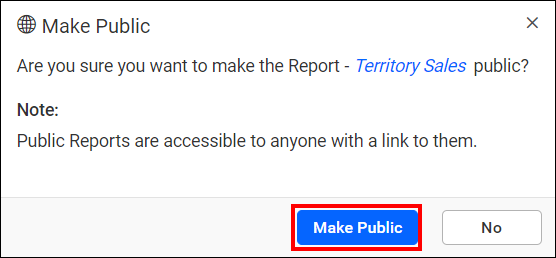 Make Public
Are you sure you want to make the Report - Territory Sales public?
Note:
Public Reports are accessible to anyone with a link to them.
Make Public
No